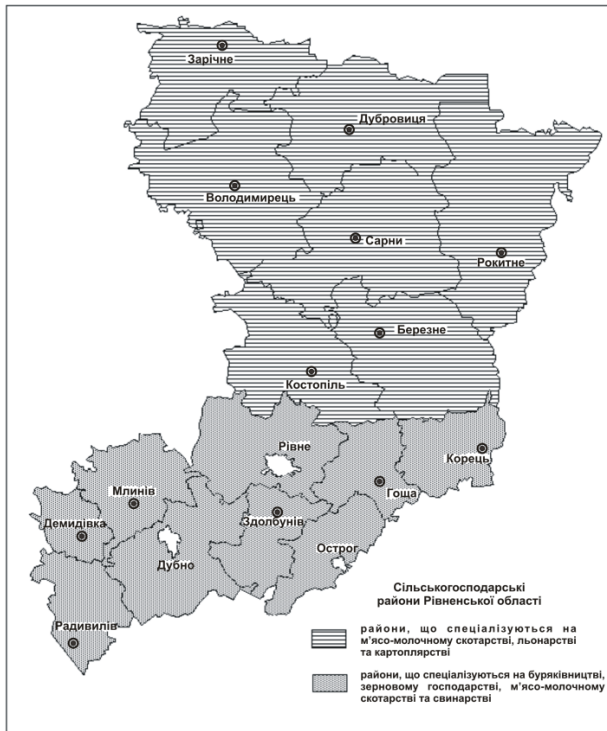 Зарічне
Дубровиця
Володимирець
Сарни
Рокитне
Березне
Костопіль
Рівне
Корець
Гоща
Млинів
Здолбунів
Демидівка
Острог
Дубно
Радивилів
Сільськогосподарські
райони Рівненської області
райони, що спеціалізуються на
м'ясо-молочному скотарстві, льонарстві
та картоплярстві
райони, що спеціалізуються на буряківництві,
зерновому господарстві, м'ясо-молочному
скотарстві та свинарстві